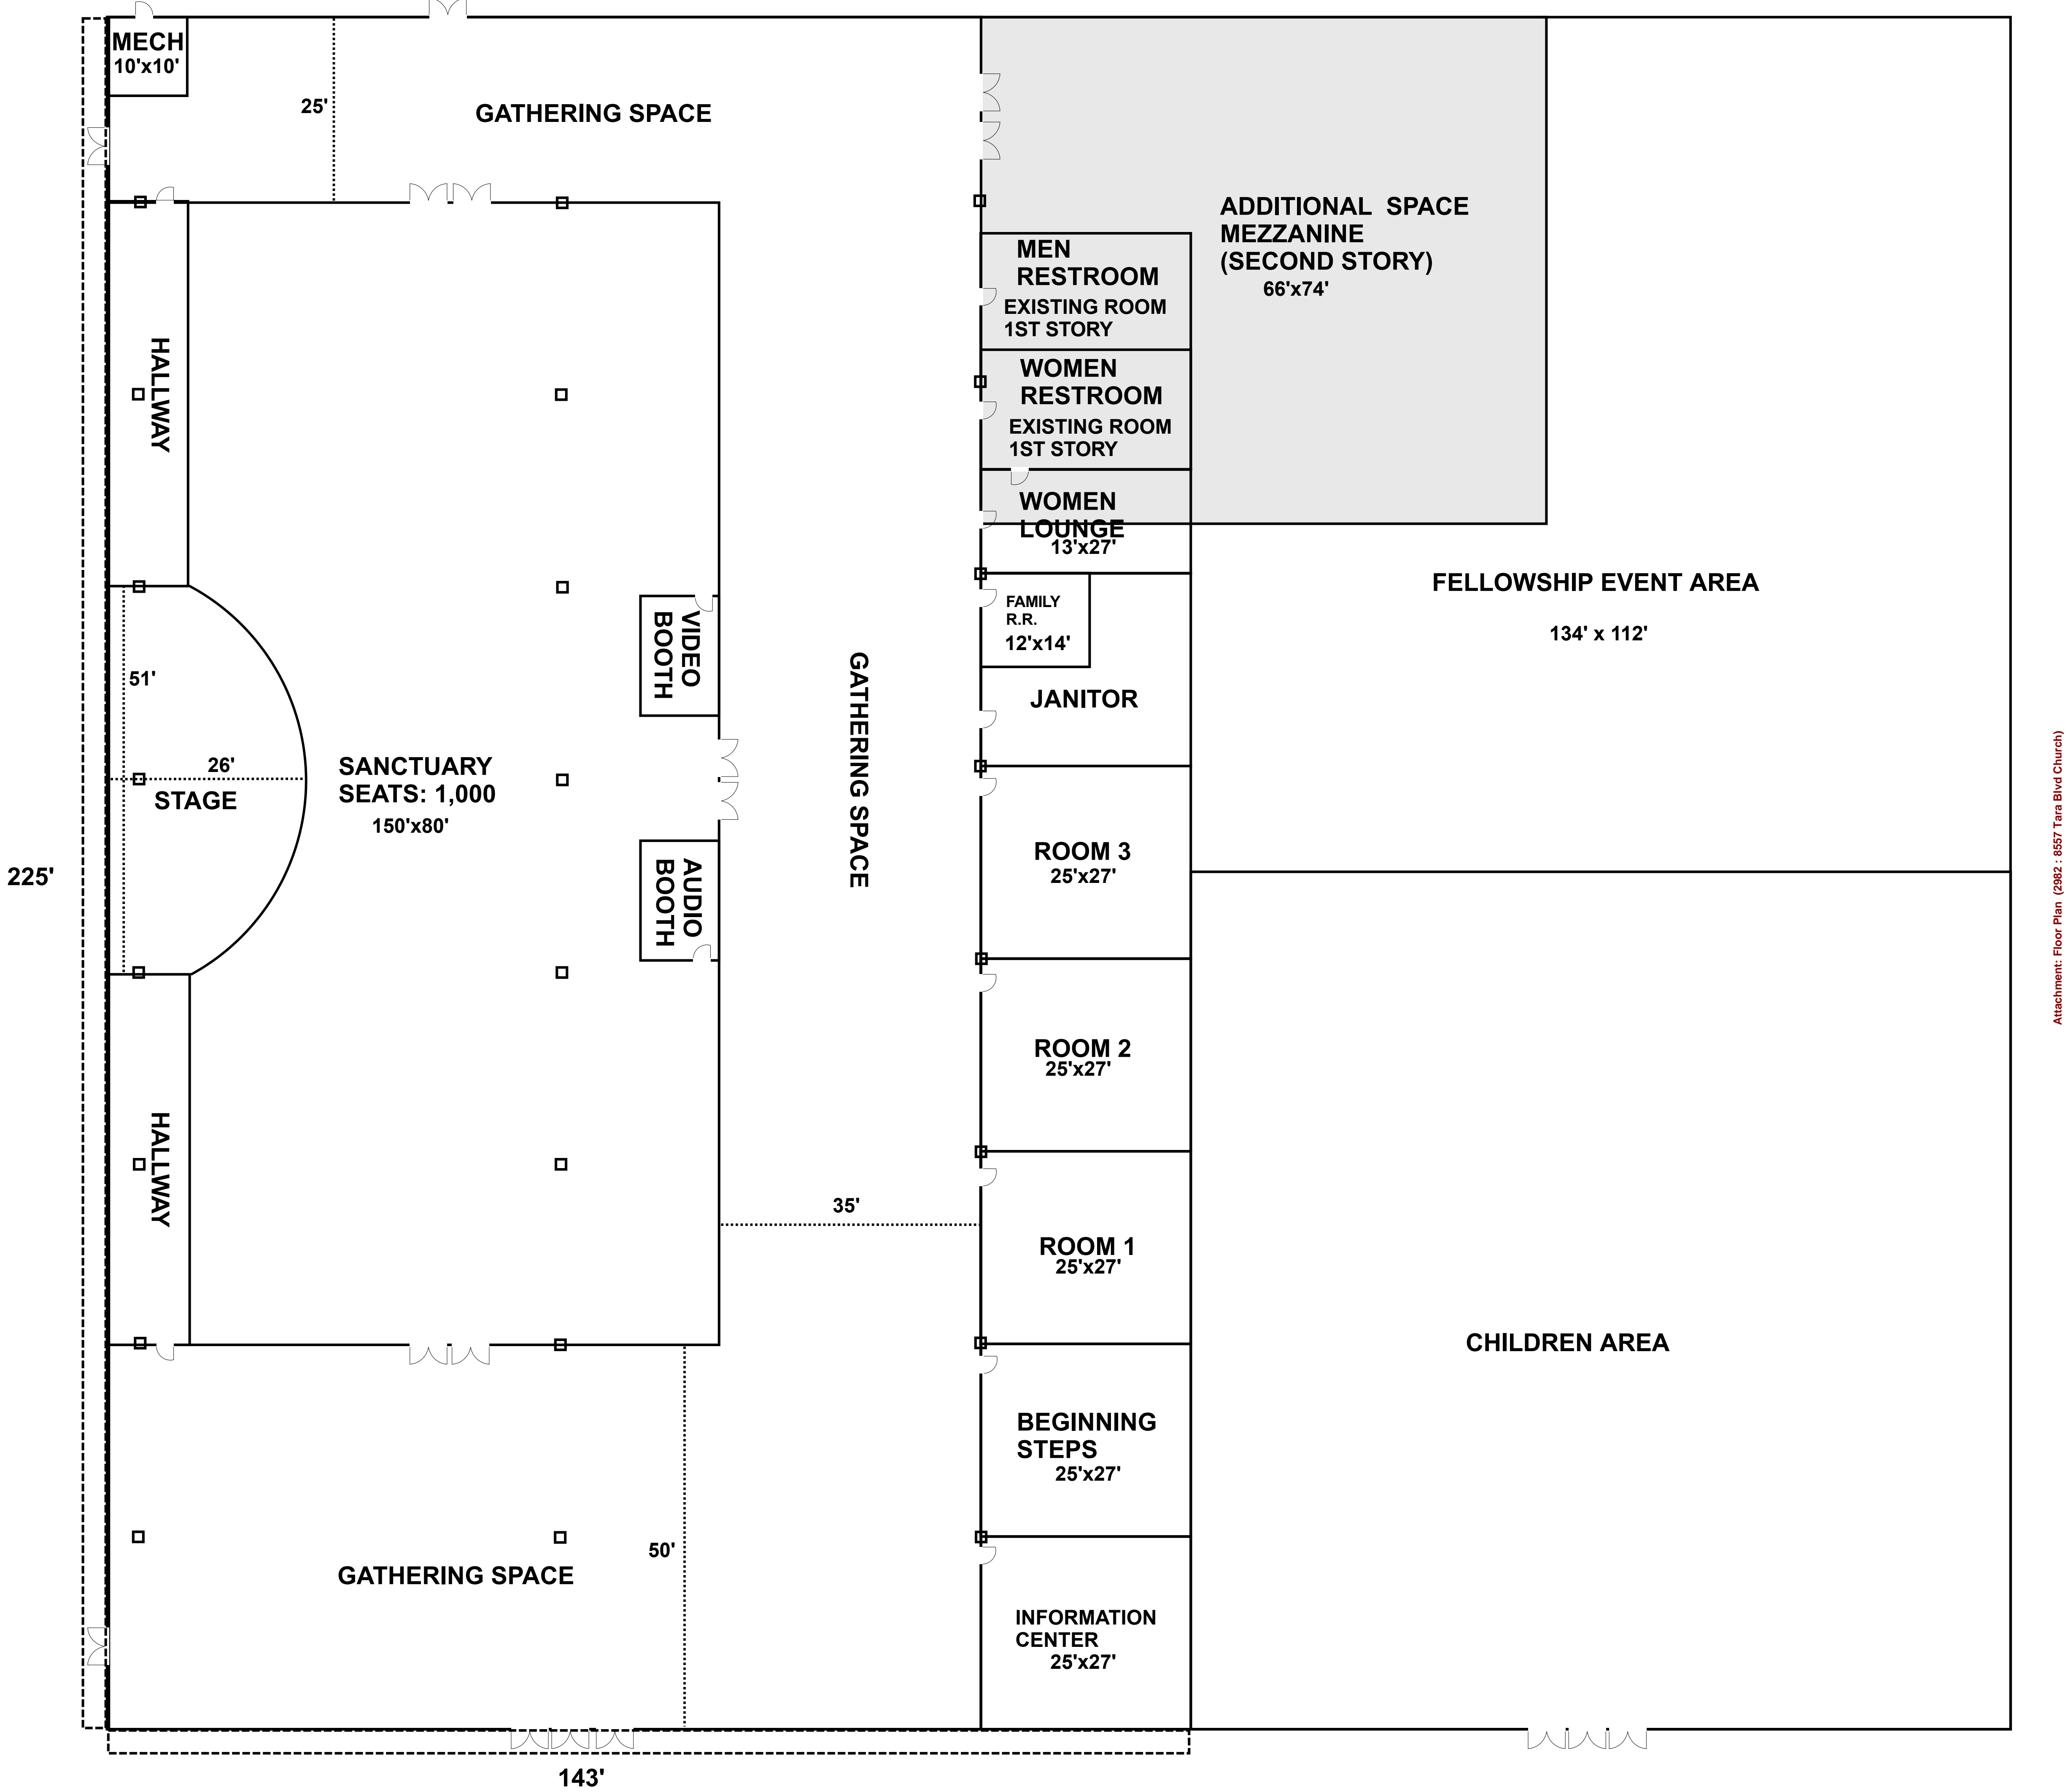 MECH
10'x10'
25'
GATHERING SPACE
ADDITIONAL SPACE
MEZZANINE
(SECOND STORY)
66'x74'
MEN
RESTROOM
EXISTING ROOM
1ST STORY
WOMEN
RESTROOM
EXISTING ROOM
1ST STORY
WOMEN
LOUNGE
13'x27'
HALLWAY
FAMILY
R.R.
12'x14'
JANITOR
FELLOWSHIP EVENT AREA
134' x 112'
VIDEO
BOOTH
51'
26'
STAGE
SANCTUARY
SEATS: 1,000
150'x80'
GATHERING SPACE
AUDIO
BOOTH
225'
ROOM 3
25'x27'
ROOM 2
25'x27'
HALLWAY
35'
ROOM 1
25'x27'
CHILDREN AREA
BEGINNING
STEPS
25'x27'
50'
GATHERING SPACE
INFORMATION
CENTER
25'x27'
143'
Attachment: Floor Plan (2982 : 8557 Tara Blvd Church)